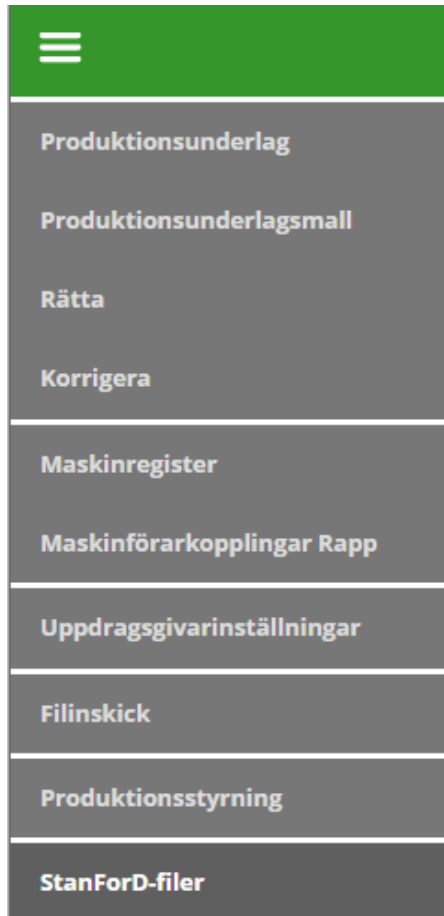 Produktionsunderlag
Produktionsunderlagsmall
Rätta
Korrigera
Maskinregister
Maskinförarkopplingar Rapp
Uppdragsgivarinställningar
Filinskick
Produktionsstyrning
StanForD-filer